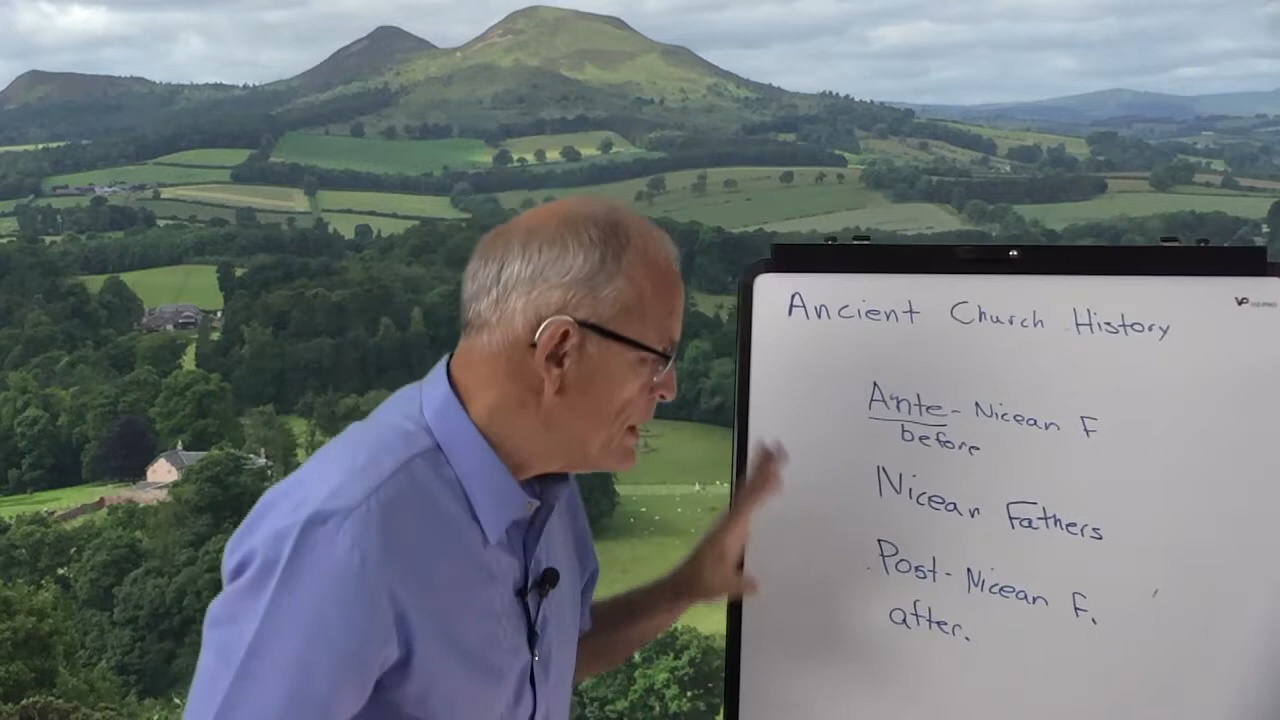 Ancient Church History
Ante-Nicean F
before
Nicean Fathers
Post-Nicean F.
after.